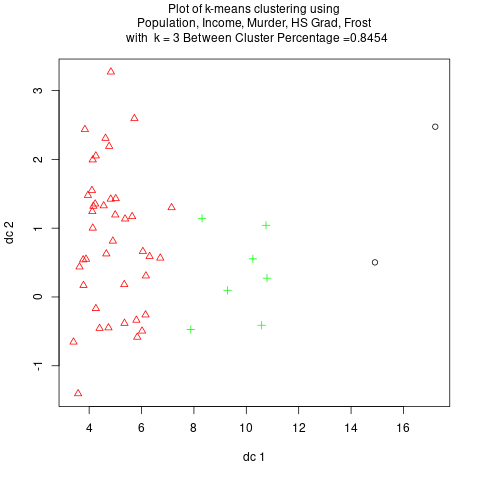 Plot of k-means clustering using
Population, Income, Murder, HS Grad, Frost
with k = 3 Between Cluster Percentage =0.8454
3
2
1
0
-1
dc 2
4 6 8 10 12 14 16
dc 1